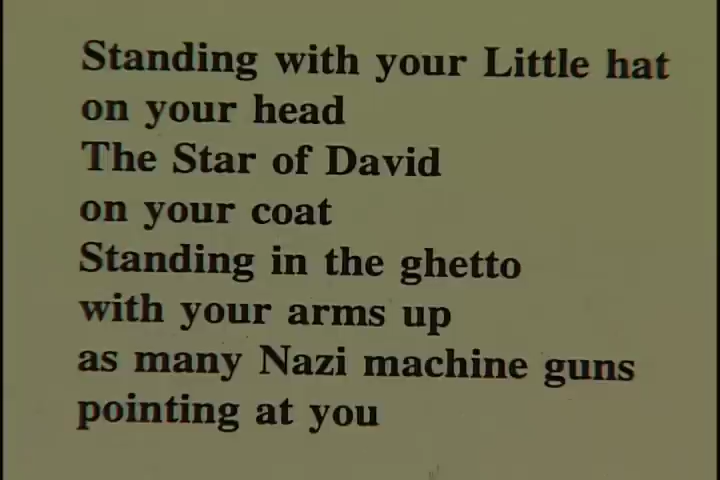 Standing with your Little hat
on your head
The Star of David
on your coat
Standing in the ghetto
with your arms up
as many Nazi machine guns
pointing at you